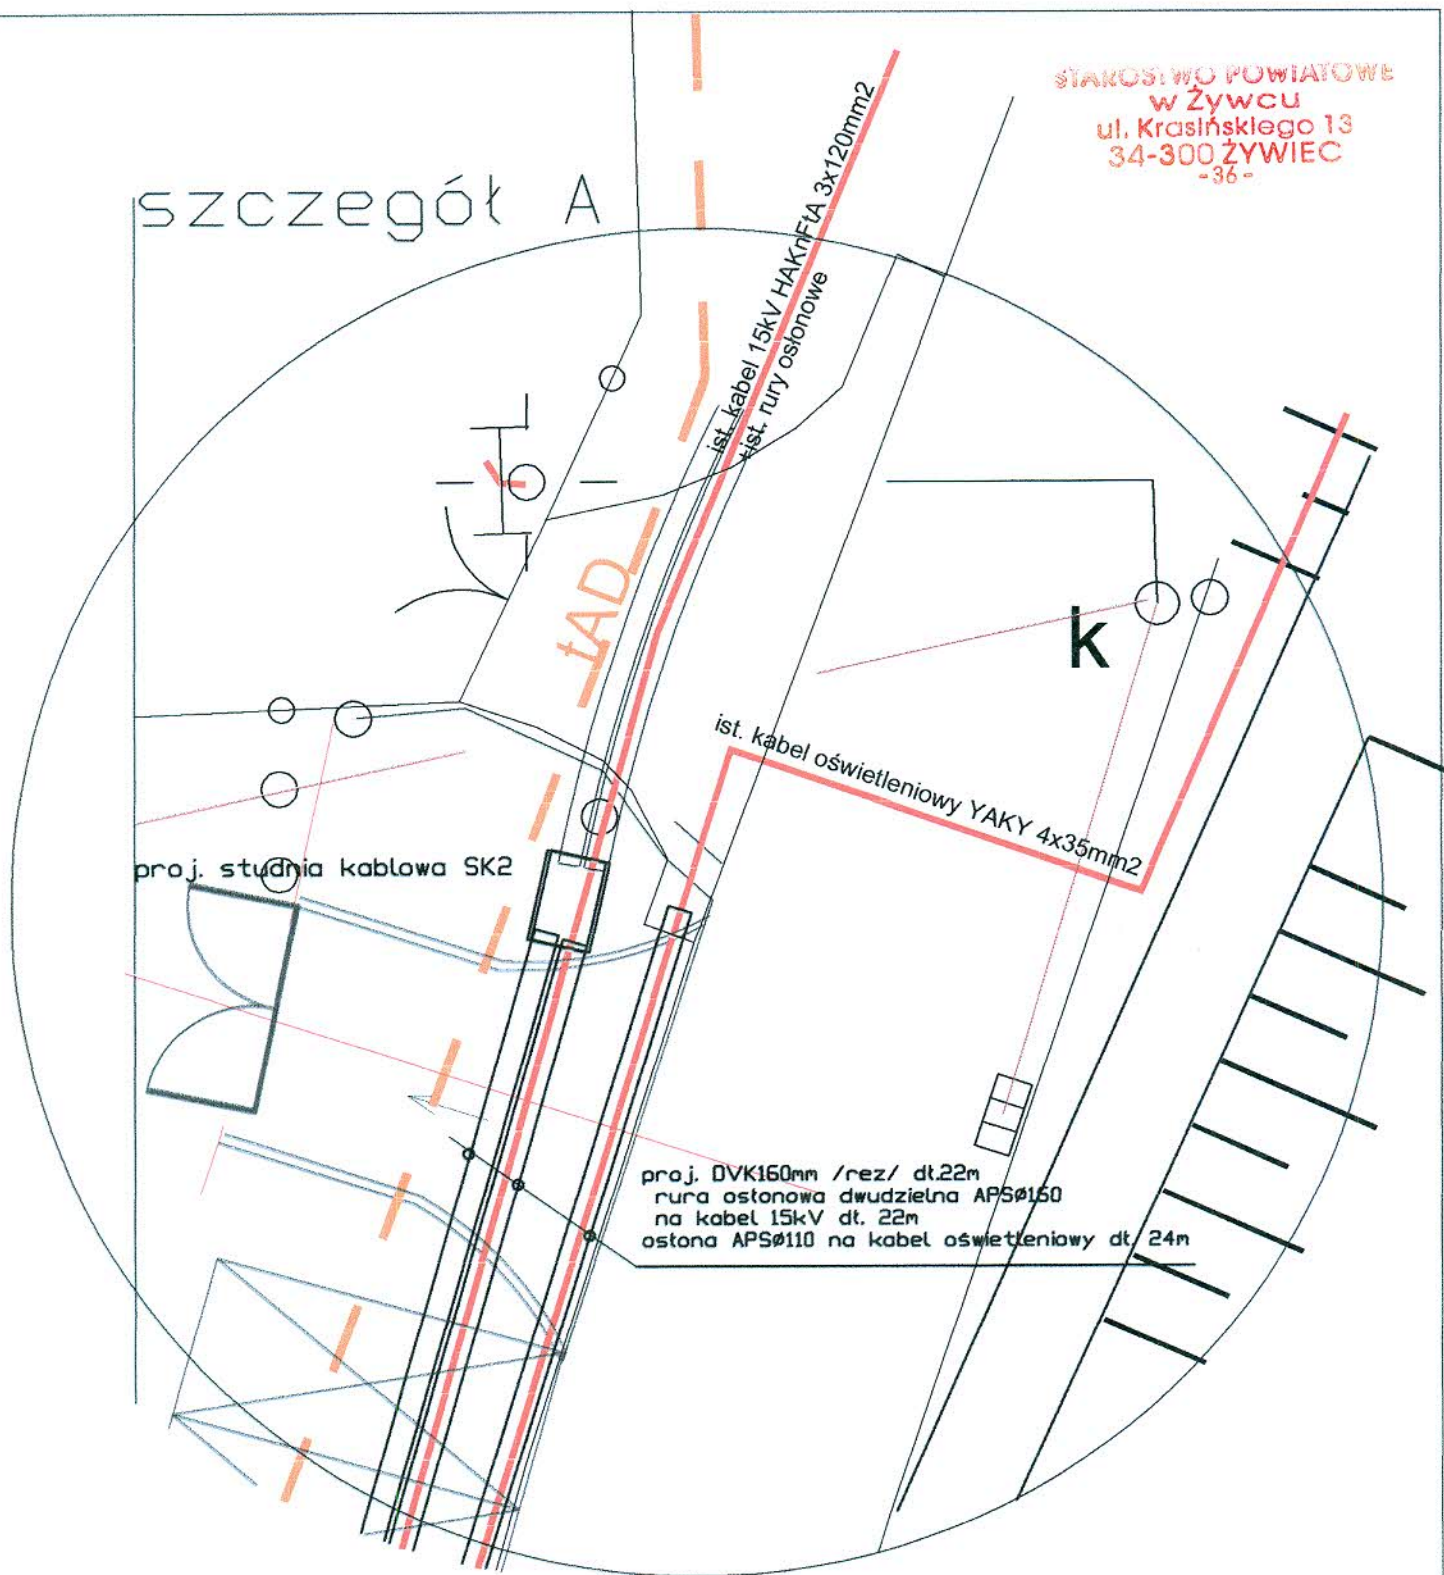 STAROSTWO POWIATOWE
w Żywcu
ul. Krasińskiego 13
34-300 ŻYWIEC
-36-
szczegół A
ist. kabel 15kV HAKnFtA 3x120mm2
+ist. rury osłonowe
tAD
k
ist. kabel oświetleniowy YAKY 4x35mm2
proj. studnia kablowa SK2
proj. DVK160mm /rez/ dł.22m
rura osłonowa dwudzielna APSø160
na kabel 15kV dł. 22m
osłona APSø110 na kabel oświetleniowy dł. 24m